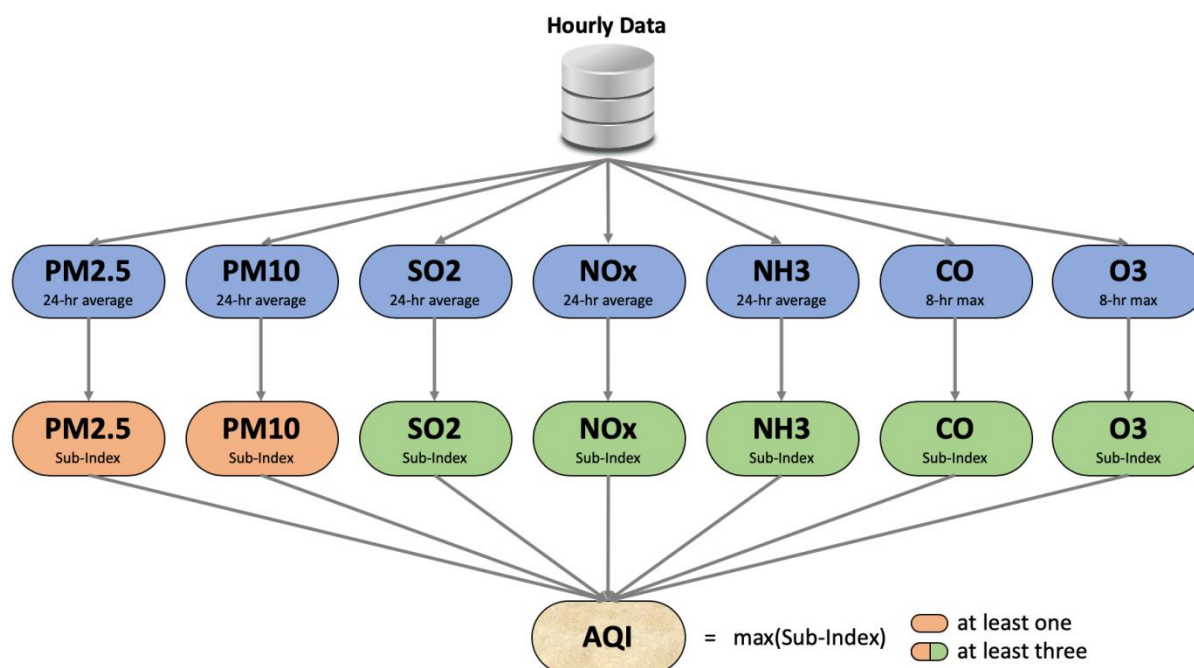 Hourly Data
PM2.5
24-hr average
PM10
24-hr average
SO2
24-hr average
NOx
24-hr average
NH3
24-hr average
CO
8-hr max
O3
8-hr max
PM2.5
Sub-Index
PM10
Sub-Index
SO2
Sub-Index
NOx
Sub-Index
NH3
Sub-Index
CO
Sub-Index
O3
Sub-Index
AQI = max(Sub-Index)
at least one
at least three